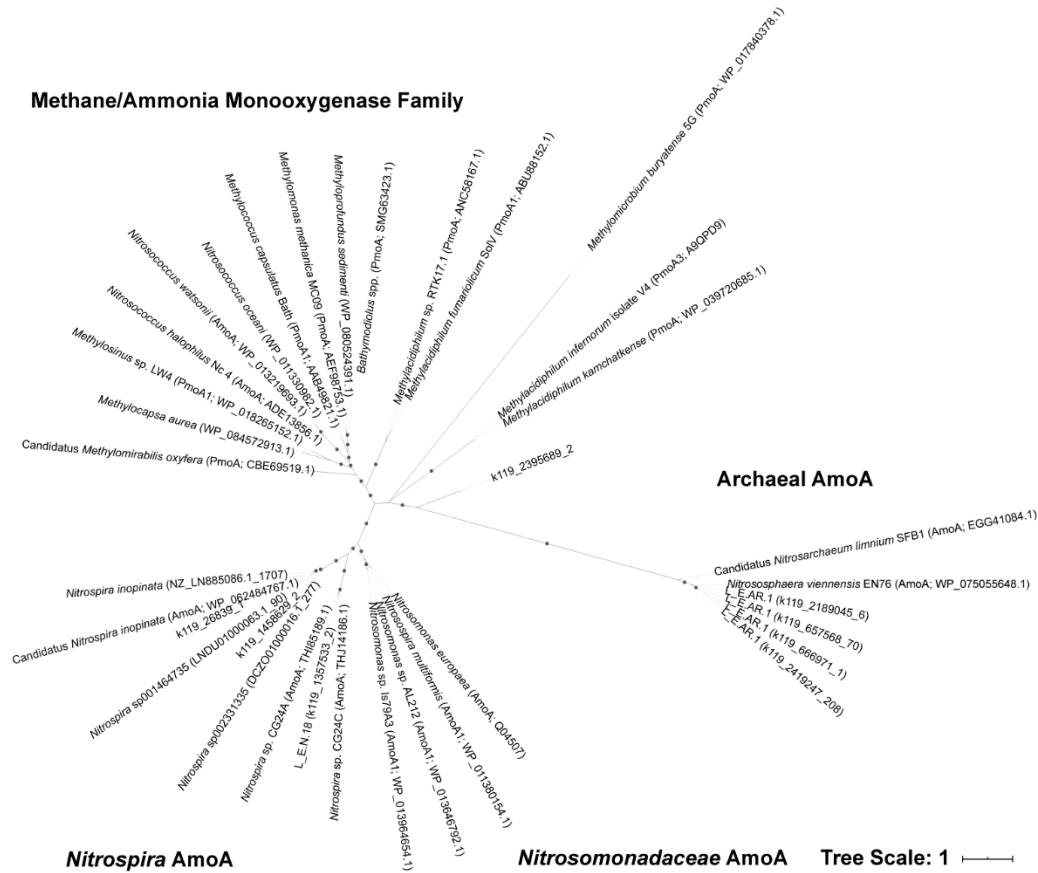 Methane/Ammonia Monooxygenase Family
Methylomicrobium buryatense 5G (PmoA; WP_017840378.1)
Methyloprofundus sedimenti (WP_080524391.1)
Bathymodiolus spp. (PmoA; SMG63423.1)
Methylomonas methanica MC09 (PmoA; AEF98753.1)
Methylococcus capsulatus Bath (PmoA1; AAB49821.1)
Nitrosococcus oceani (WP_011330982.1)
Nitrosococcus watsonii (AmoA; WP_013219693.1)
Nitrosococcus halophilus Nc 4 (AmoA; ADE13856.1)
Methylosinus sp. LW4 (PmoA1; WP_018265152.1)
Methylocapsa aurea (WP_084572913.1)
Candidatus Methylomirabilis oxyfera (PmoA; CBE69519.1)
Methylacidiphilum sp. RTK17.1 (PmoA; ANC58167.1)
Methylacidiphilum fumariolicum SolV (PmoA1; ABU88152.1)
Methylacidiphilum infernorum isolate V4 (PmoA3; A9QPD9)
Methylacidiphilum kamchatkense (PmoA; WP_039720685.1)
k119_2395689_2
Archaeal AmoA
Candidatus Nitrosarchaeum limnium SFB1 (AmoA; EGG41084.1)
Nitrososphaera viennensis EN76 (AmoA; WP_075055648.1)
L_E.AR.1 (k119_2189045_6)
L_E.AR.1 (k119_657568_70)
L_E.AR.1 (k119_666971_1)
L_E.AR.1 (k119_2419247_208)
Nitrospira inopinata (NZ_LN885086.1_1707)
Candidatus Nitrospira inopinata (AmoA; WP_062484767.1)
k119_26839_1
Nitrospira sp001464735 (LNDU01000063.1_90)
k119_1458629_2
Nitrospira sp002331335 (DCZO01000016.1_277)
Nitrospira sp. CG24A (AmoA; THI85189.1)
L_E.N.18 (k119_1357533_2)
Nitrospira sp. CG24C (AmoA; THJ14186.1)
Nitrosomonas sp. Is79A3 (AmoA1; WP_013964654.1)
Nitrosomonas sp. AL212 (AmoA1; WP_013646792.1)
Nitrosospira multiformis (AmoA1; WP_011380154.1)
Nitrosomonas europaea (AmoA; Q04507)
Nitrospira AmoA
Nitrosomonadaceae AmoA
Tree Scale: 1